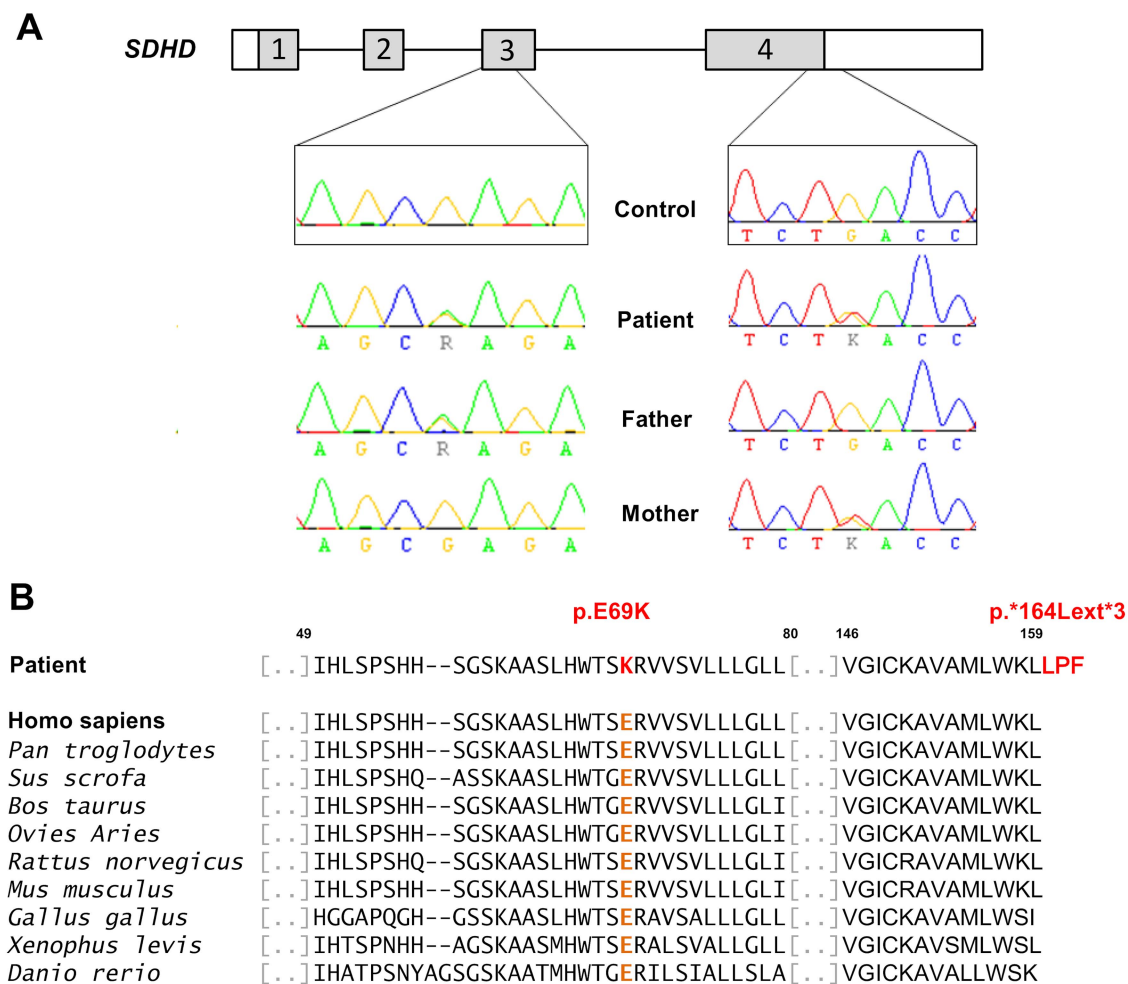 A
SDHD 1 2 3 4
Control
T C T G A C C
Patient
A G C R A G A
T C T K A C C
Father
A G C R A G A
T C T G A C C
Mother
A G C G A G A
T C T K A C C
B
p.E69K p.*164Lext*3
49 80 146 159
Patient [..]IHLSPSHH--SGSKAASLHWTSKRVVSVLLLGLL[..]VGICKAVAMLWKLLPF
Homo sapiens [..]IHLSPSHH--SGSKAASLHWTSERVVSVLLLGLL[..]VGICKAVAMLWKL
Pan troglodytes [..]IHLSPSHH--SGSKAASLHWTSERVVSVLLLGLL[..]VGICKAVAMLWKL
Sus scrofa [..]IHLSPSHQ--ASSKAASLHWTGERVVSVLLLGLL[..]VGICKAVAMLWKL
Bos taurus [..]IHLSPSHH--SGSKAASLHWTGERVVSVLLLGLI[..]VGICKAVAMLWKL
Ovies Aries [..]IHLSPSHH--SGSKAASLHWTGERVVSVLLLGLI[..]VGICKAVAMLWKL
Rattus norvegicus [..]IHLSPSHQ--SGSKAASLHWTSERVVSVLLLGLI[..]VGICRAVAMLWKL
Mus musculus [..]IHLSPSHH--SGSKAASLHWTSERVVSVLLLGLI[..]VGICRAVAMLWKL
Gallus gallus [..]HGGAPQGH--GSSKAASLHWTSERAVSALLLGLL[..]VGICKAVAMLWSI
Xenophus levis [..]IHTSPNHH--AGSKAASMHWTSERALSVALLGLL[..]VGICKAVSMLWSL
Danio rerio [..]IHATPSNYAGSGSKAATMHWTGERILSIALLSLA[..]VGICKAVALLWSK